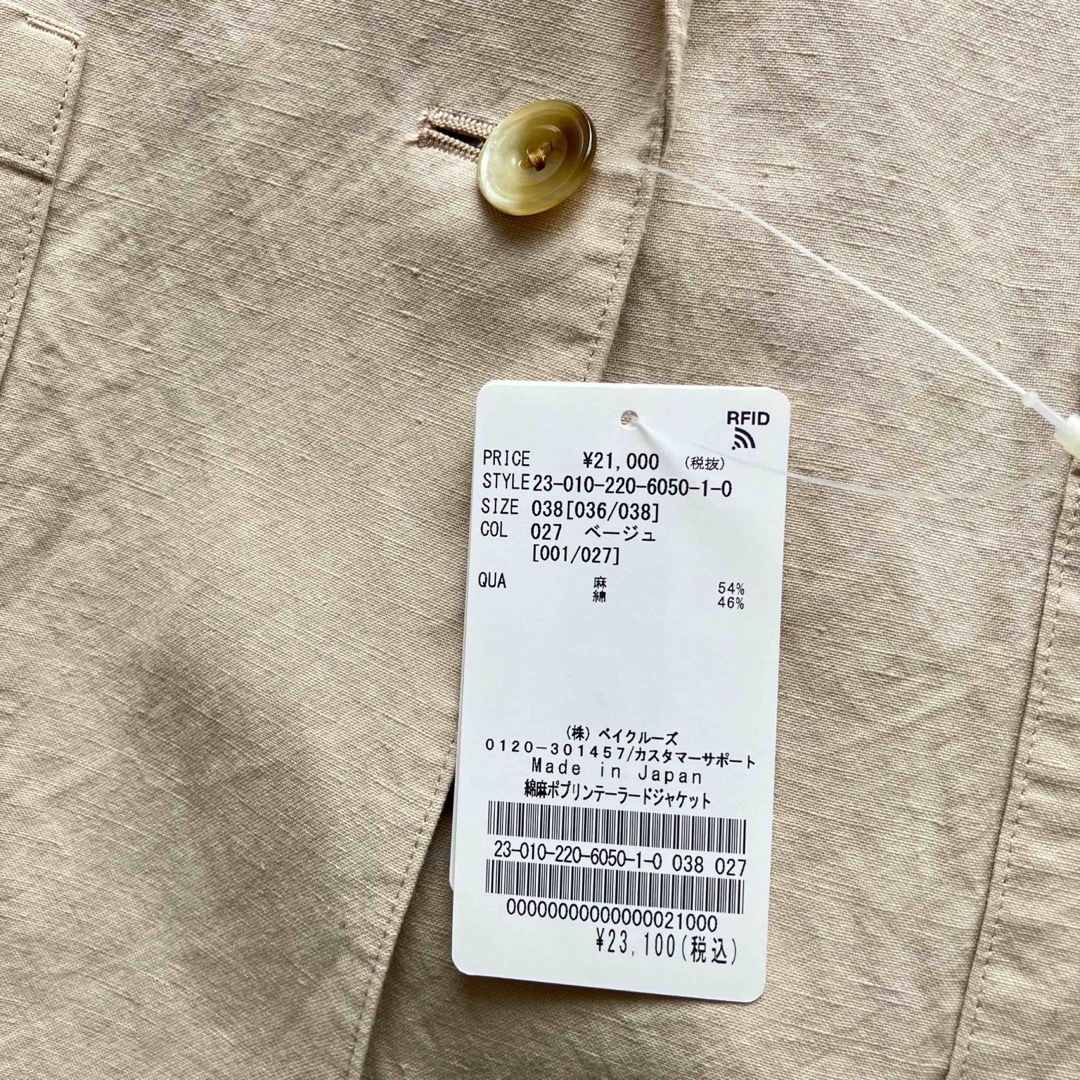 RFID
PRICE ¥21,000 (税抜)
STYLE 23-010-220-6050-1-0
SIZE 038[036/038]
COL 027 ベージュ
[001/027]
QUA 麻 54%
綿 46%
(株) ベイクルーズ
0120-301457/カスタマーサポート
Made in Japan
綿麻ポプリンテーラードジャケット
23-010-220-6050-1-0 038 027
00000000000000021000
¥23,100(税込)